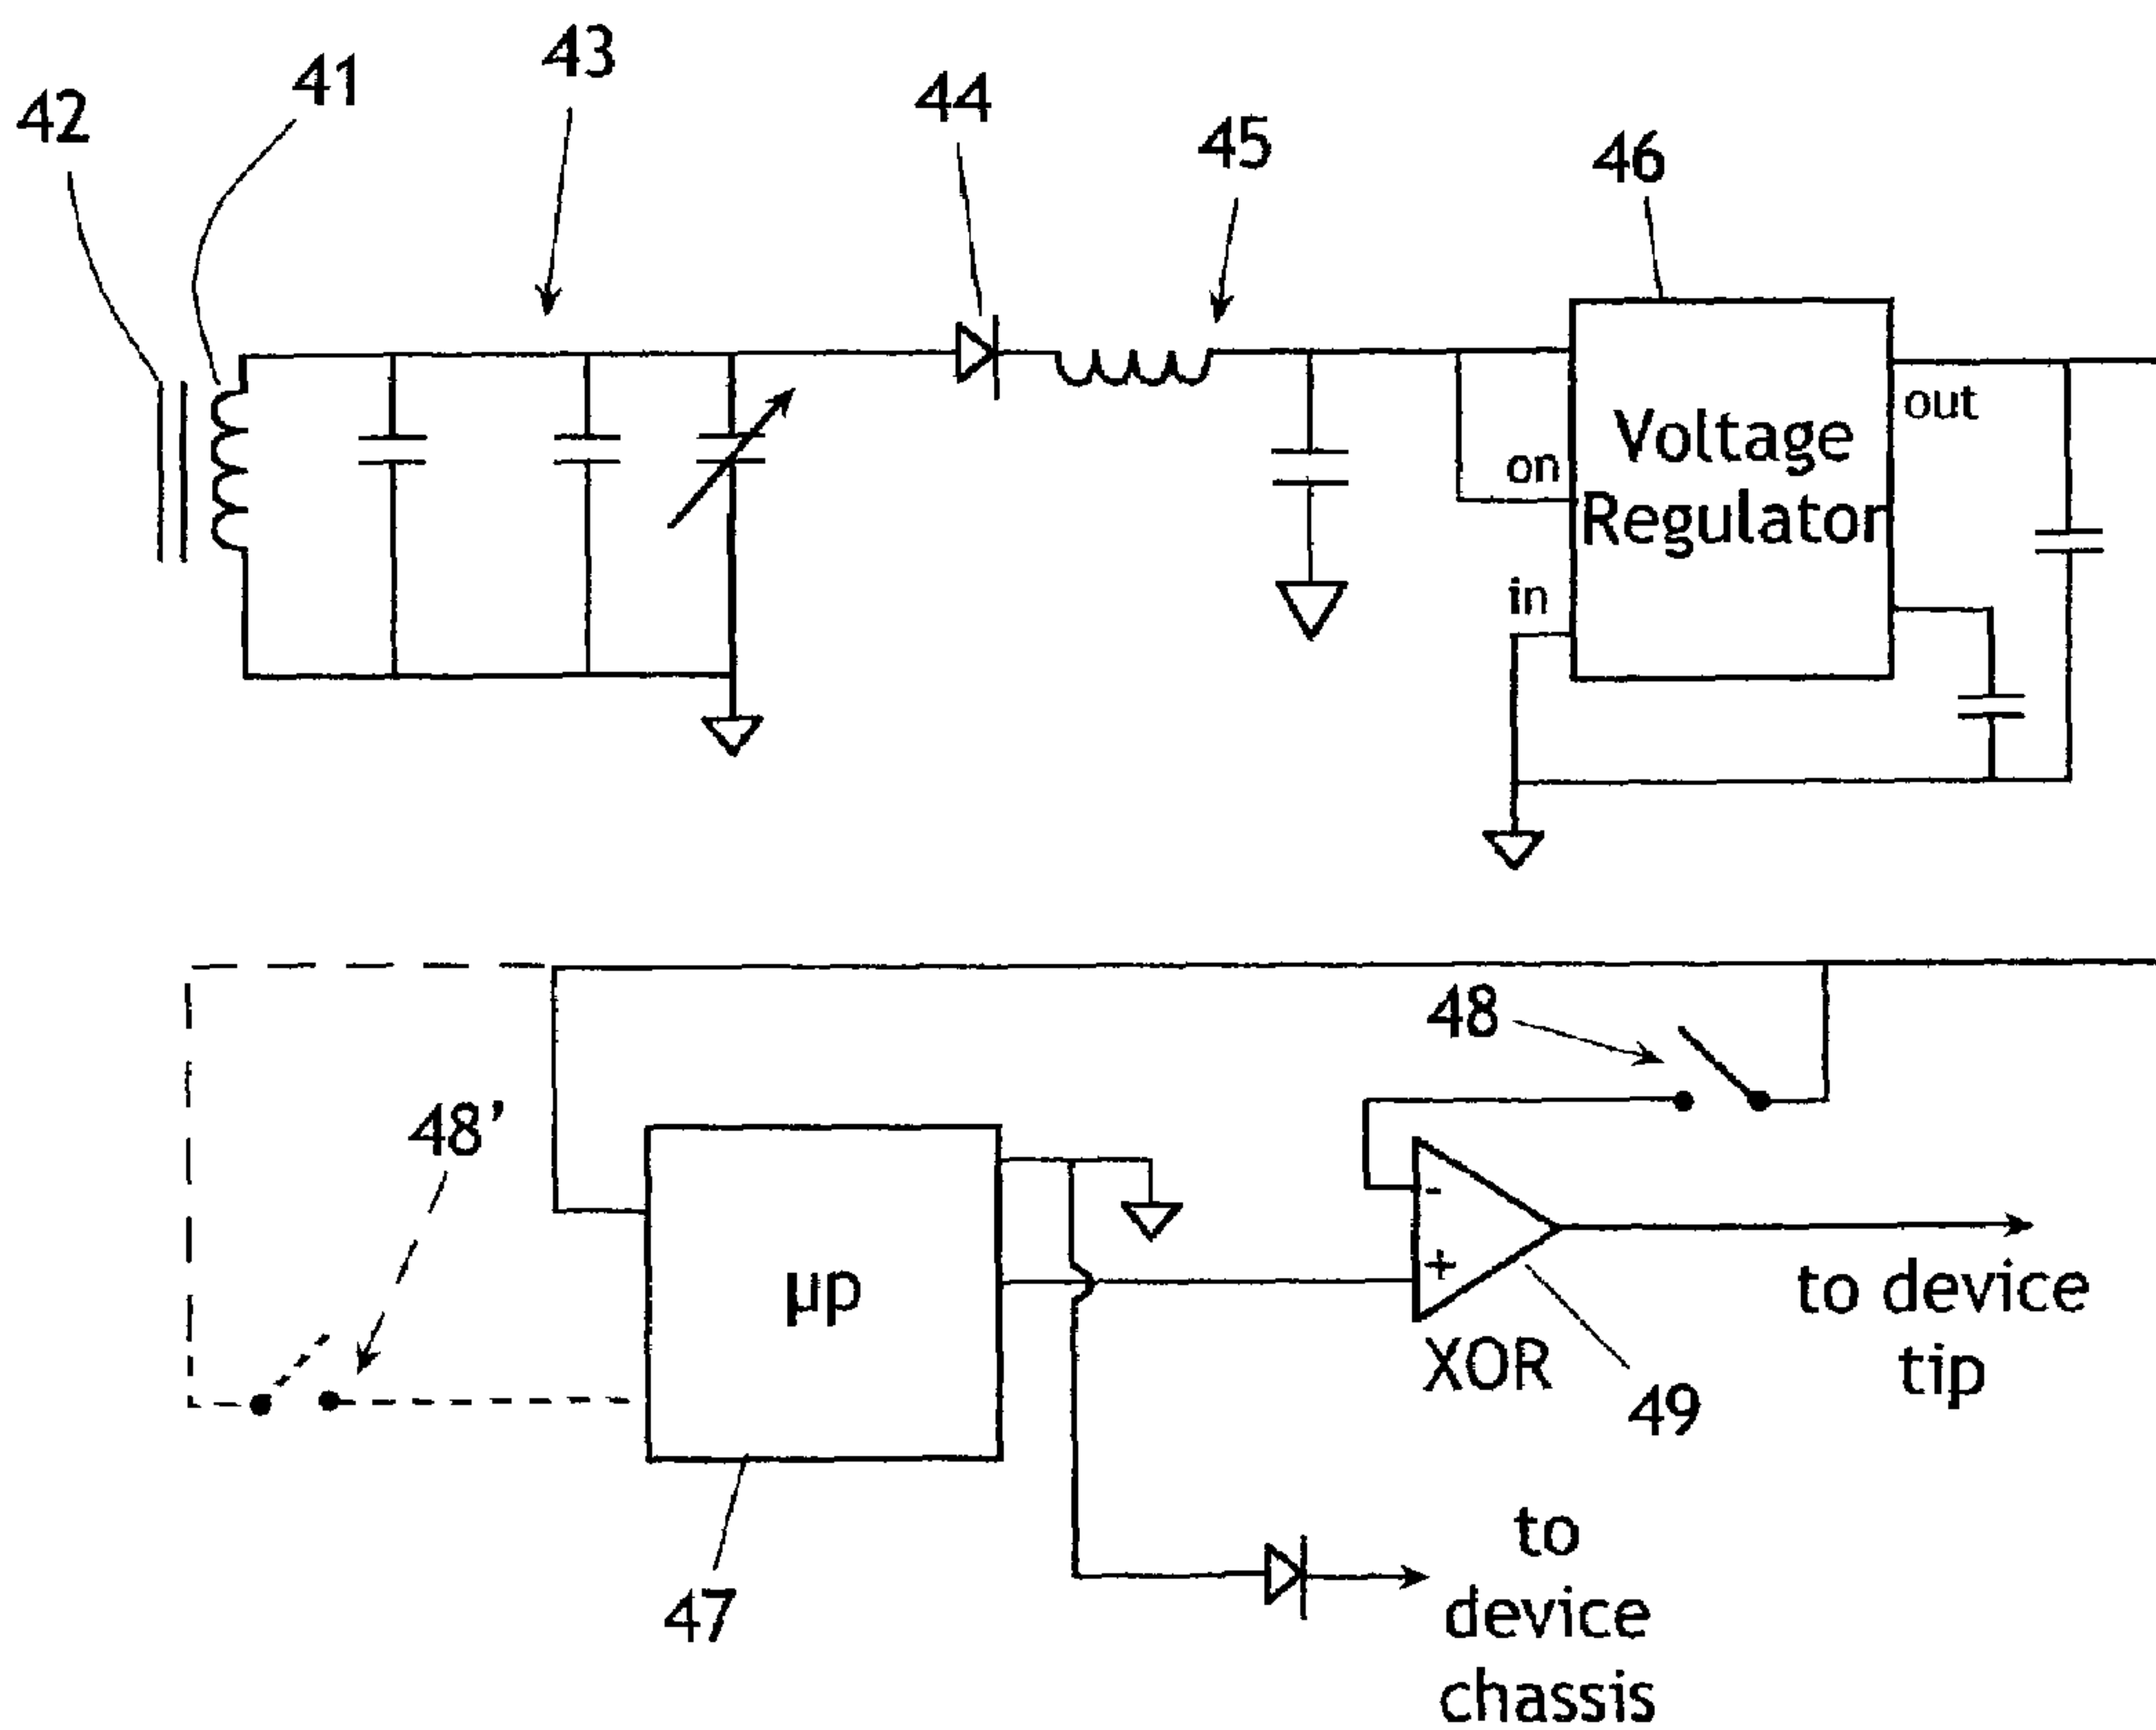 43
41
42
44
45
46
out
Voltage
on
Regulator
in
48
48’
-
µp
+
to device
tip
XOR
49
47
to
device
chassis